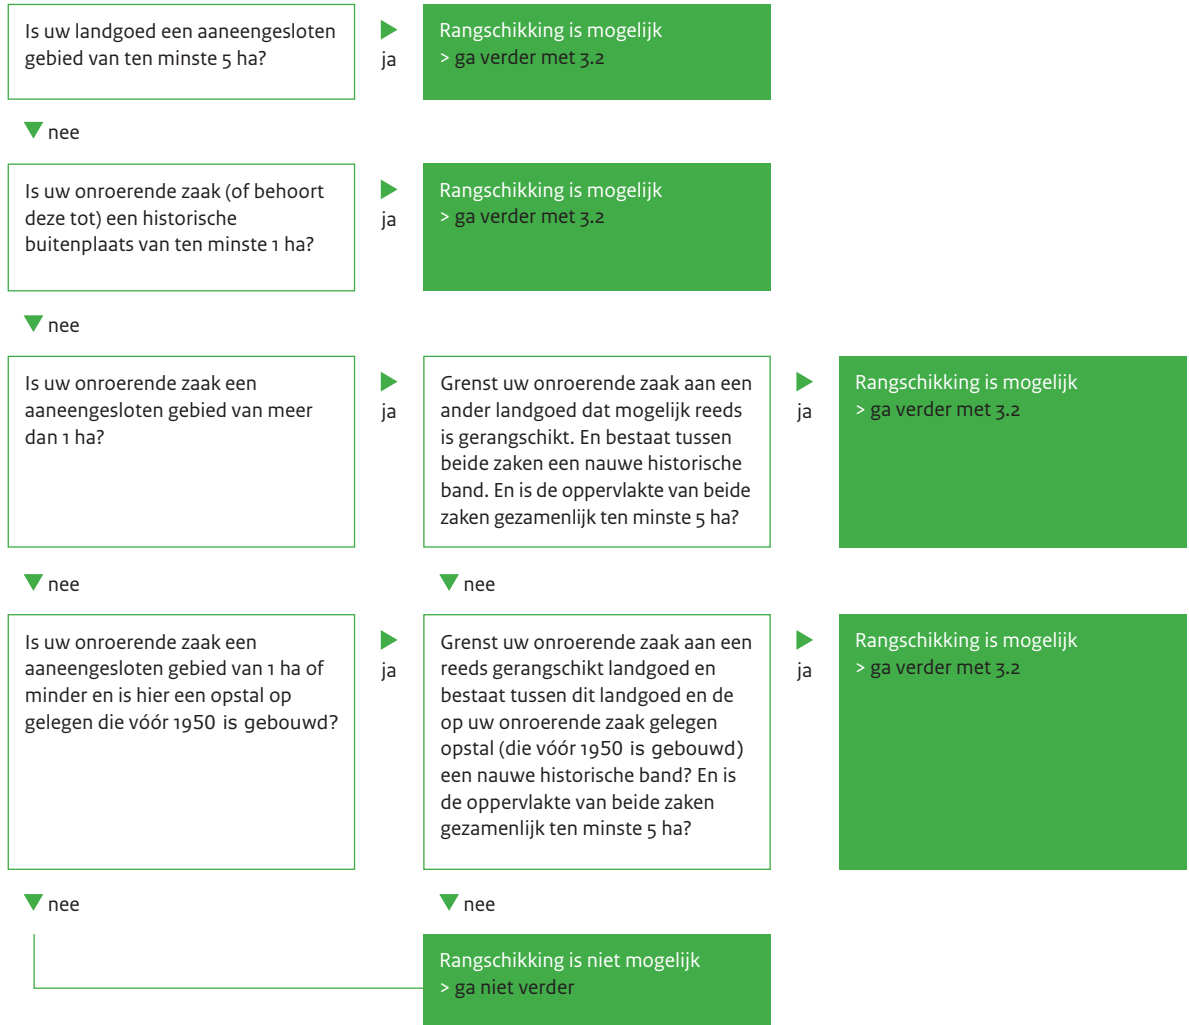 Is uw landgoed een aaneengesloten
gebied van ten minste 5 ha?
ja
Rangschikking is mogelijk
> ga verder met 3.2
nee
Is uw onroerende zaak (of behoort
deze tot) een historische
buitenplaats van ten minste 1 ha?
ja
Rangschikking is mogelijk
> ga verder met 3.2
nee
Is uw onroerende zaak een
aaneengesloten gebied van meer
dan 1 ha?
ja
Grenst uw onroerende zaak aan een
ander landgoed dat mogelijk reeds
is gerangschikt. En bestaat tussen
beide zaken een nauwe historische
band. En is de oppervlakte van beide
zaken gezamenlijk ten minste 5 ha?
ja
Rangschikking is mogelijk
> ga verder met 3.2
nee
nee
Is uw onroerende zaak een
aaneengesloten gebied van 1 ha of
minder en is hier een opstal op
gelegen die vóór 1950 is gebouwd?
ja
Grenst uw onroerende zaak aan een
reeds gerangschikt landgoed en
bestaat tussen dit landgoed en de
op uw onroerende zaak gelegen
opstal (die vóór 1950 is gebouwd)
een nauwe historische band? En is
de oppervlakte van beide zaken
gezamenlijk ten minste 5 ha?
ja
Rangschikking is mogelijk
> ga verder met 3.2
nee
nee
Rangschikking is niet mogelijk
> ga niet verder